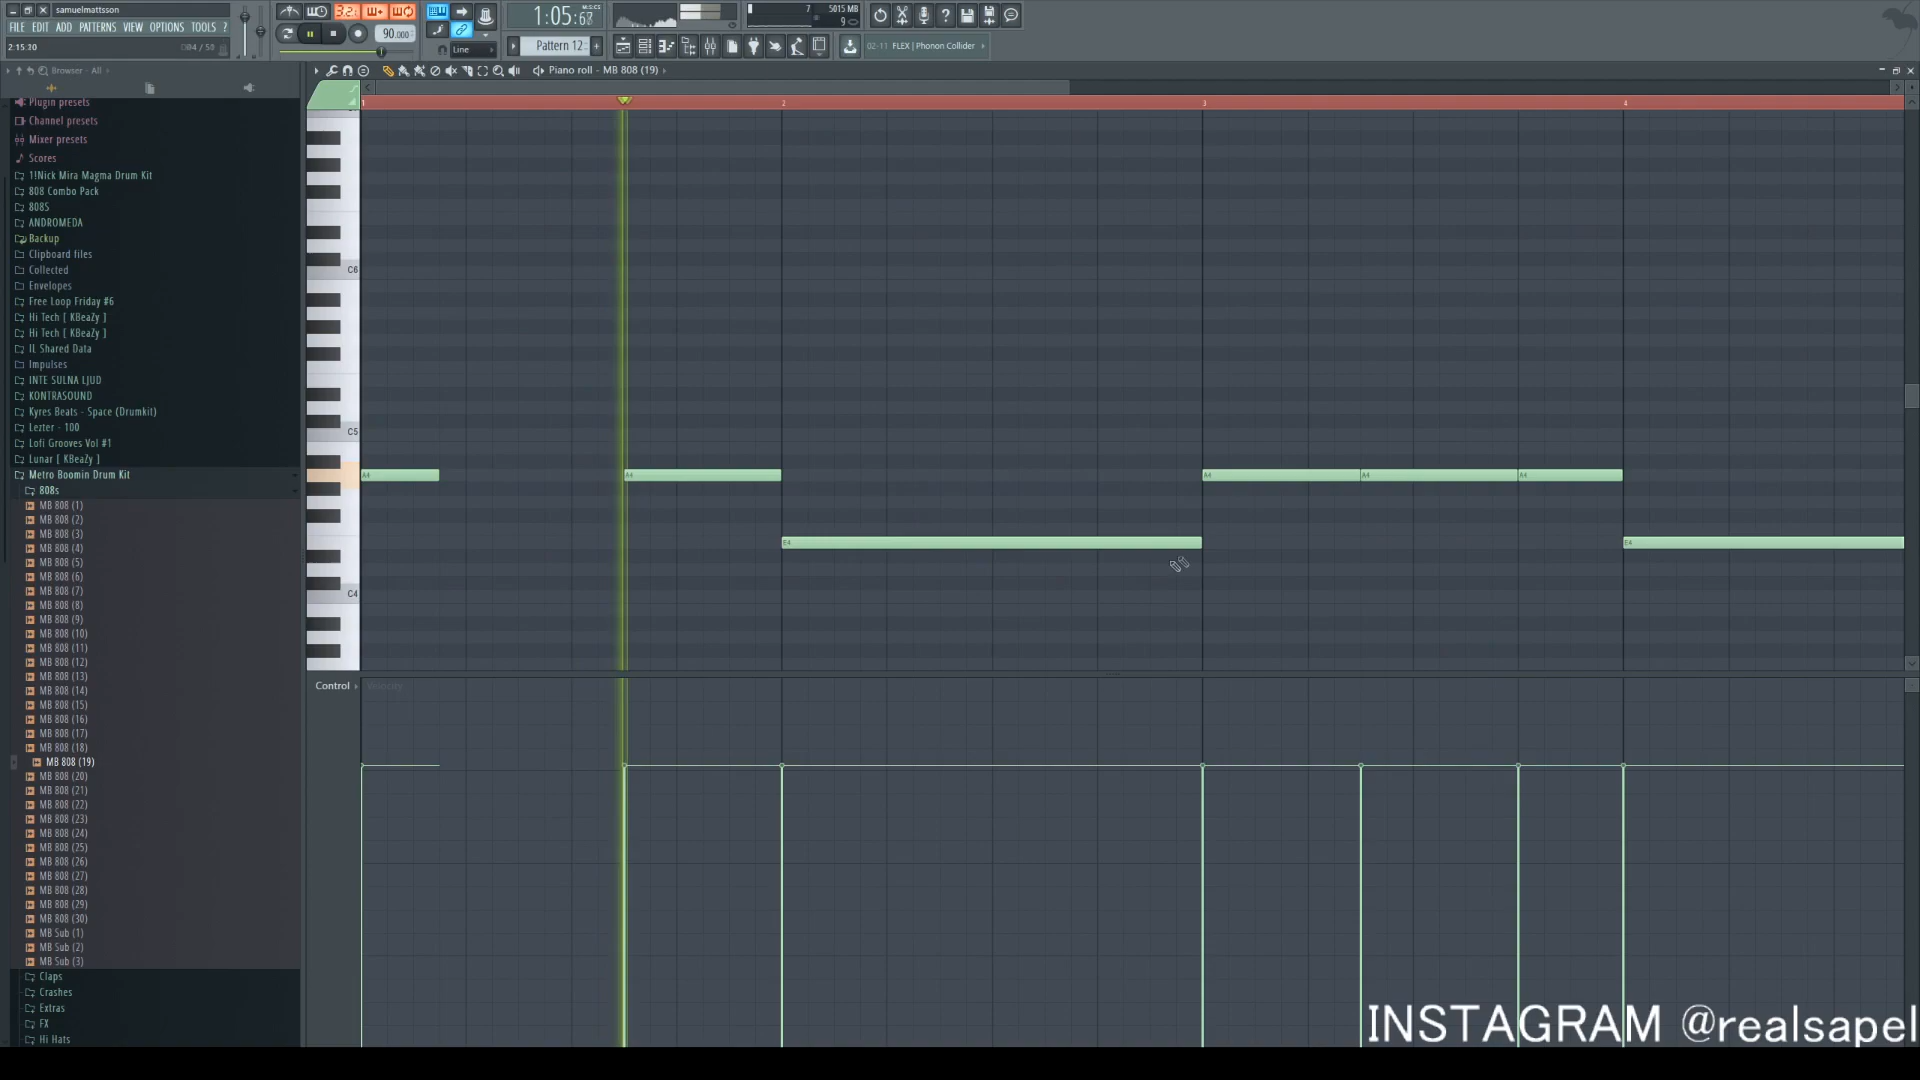 samuelmattsson
FILE EDIT ADD PATTERNS VIEW OPTIONS TOOLS ?
2:15:30
04 / 50
3.2:
90.000
Line
1:05:67
M:S:CS
Pattern 12
7
5015 MB
9
02-11 FLEX | Phonon Collider
Browser - All
Piano roll - MB 808 (19)
Plugin presets
Channel presets
Mixer presets
Scores
1!Nick Mira Magma Drum Kit
808 Combo Pack
808S
ANDROMEDA
Backup
Clipboard files
Collected
Envelopes
Free Loop Friday #6
Hi Tech [ KBeaZy ]
Hi Tech [ KBeaZy ]
IL Shared Data
Impulses
INTE SULNA LJUD
KONTRASOUND
Kyres Beats - Space (Drumkit)
Lezter - 100
Lofi Grooves Vol #1
Lunar [ KBeaZy ]
Metro Boomin Drum Kit
808s
MB 808 (1)
MB 808 (2)
MB 808 (3)
MB 808 (4)
MB 808 (5)
MB 808 (6)
MB 808 (7)
MB 808 (8)
MB 808 (9)
MB 808 (10)
MB 808 (11)
MB 808 (12)
MB 808 (13)
MB 808 (14)
MB 808 (15)
MB 808 (16)
MB 808 (17)
MB 808 (18)
MB 808 (19)
MB 808 (20)
MB 808 (21)
MB 808 (22)
MB 808 (23)
MB 808 (24)
MB 808 (25)
MB 808 (26)
MB 808 (27)
MB 808 (28)
MB 808 (29)
MB 808 (30)
MB Sub (1)
MB Sub (2)
MB Sub (3)
Claps
Crashes
Extras
FX
Hi Hats
1 2 3 4
C6
C5
A4 A4 A4 A4 A4
E4 E4
C4
Control Velocity
INSTAGRAM @realsapel